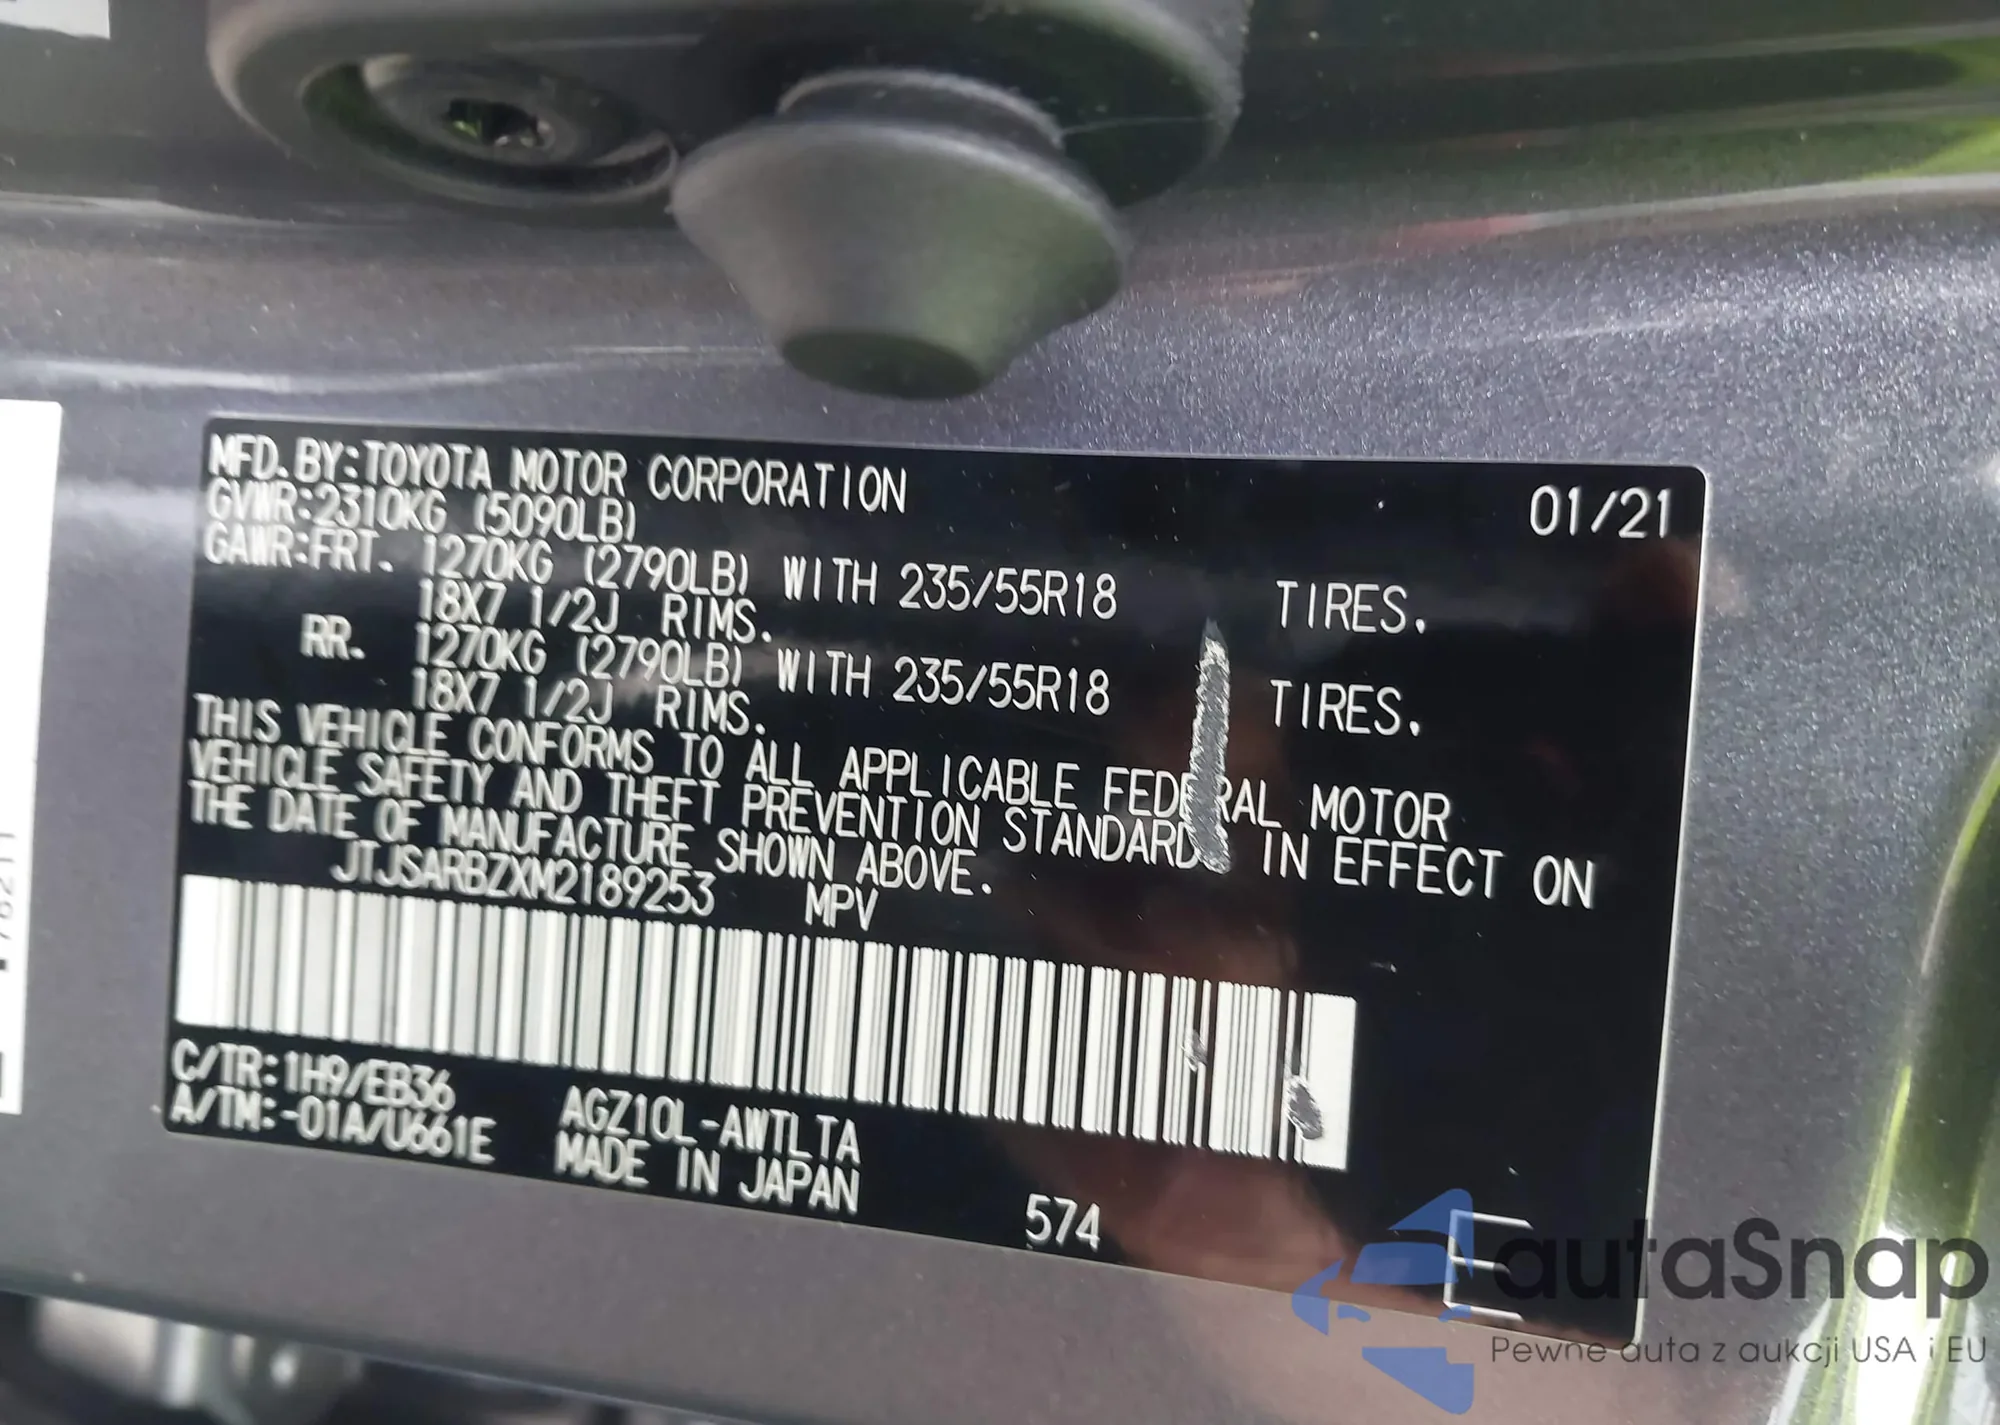 MFD.BY:TOYOTA MOTOR CORPORATION 01/21
GVWR:2310KG (5090LB)
GAWR:FRT. 1270KG (2790LB) WITH 235/55R18 TIRES.
18X7 1/2J RIMS.
RR. 1270KG (2790LB) WITH 235/55R18 TIRES.
18X7 1/2J RIMS.
THIS VEHICLE CONFORMS TO ALL APPLICABLE FEDERAL MOTOR
VEHICLE SAFETY AND THEFT PREVENTION STANDARD IN EFFECT ON
THE DATE OF MANUFACTURE SHOWN ABOVE.
JTJSARBZXM2189253 MPV
C/TR:1H9/EB36 AGZ10L-AWTLTA
A/TM:-01A/U661E MADE IN JAPAN
574
E
autaSnap
Pewne auta z aukcji USA i EU